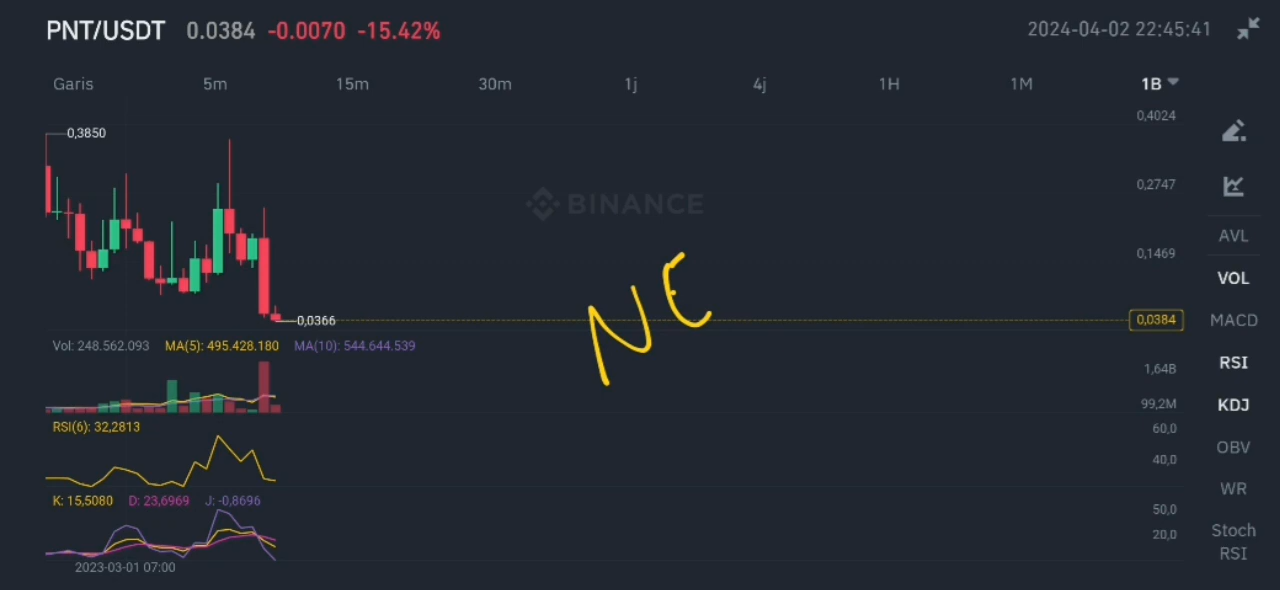 PNT/USDT 0.0384 -0.0070 -15.42% 2024-04-02 22:45:41
Garis 5m 15m 30m 1j 4j 1H 1M 1B
0,4024
0,3850
0,2747
BINANCE
AVL
0,1469
VOL
NE
0,0366
0,0384
MACD
Vol: 248.562.093 MA(5): 495.428.180 MA(10): 544.644.539
1,64B
RSI
99,2M
KDJ
RSI(6): 32,2813
60,0
OBV
40,0
WR
K: 15,5080 D: 23,6969 J: -0,8696
50,0
20,0
Stoch
RSI
2023-03-01 07:00